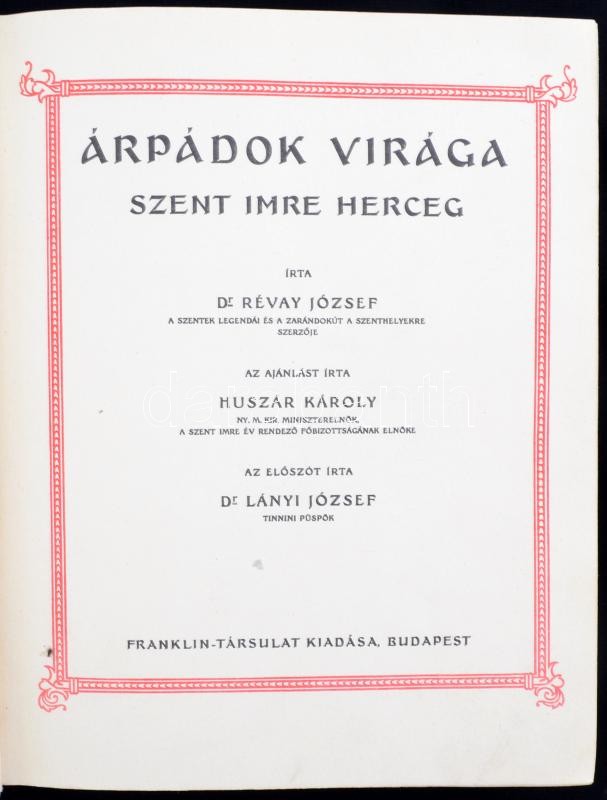 ÁRPÁDOK VIRÁGA
SZENT IMRE HERCEG
ÍRTA
Dr RÉVAY JÓZSEF
A SZENTEK LEGENDÁI ÉS A ZARÁNDOKÚT A SZENTHELYEKRE
SZERZŐJE
AZ AJÁNLÁST ÍRTA
HUSZÁR KÁROLY
NY. M. KIR. MINISZTERELNÖK,
A SZENT IMRE ÉV RENDEZŐ FŐBIZOTTSÁGÁNAK ELNÖKE
AZ ELŐSZÓT ÍRTA
Dr LÁNYI JÓZSEF
TINNINI PÜSPÖK
FRANKLIN-TÁRSULAT KIADÁSA, BUDAPEST